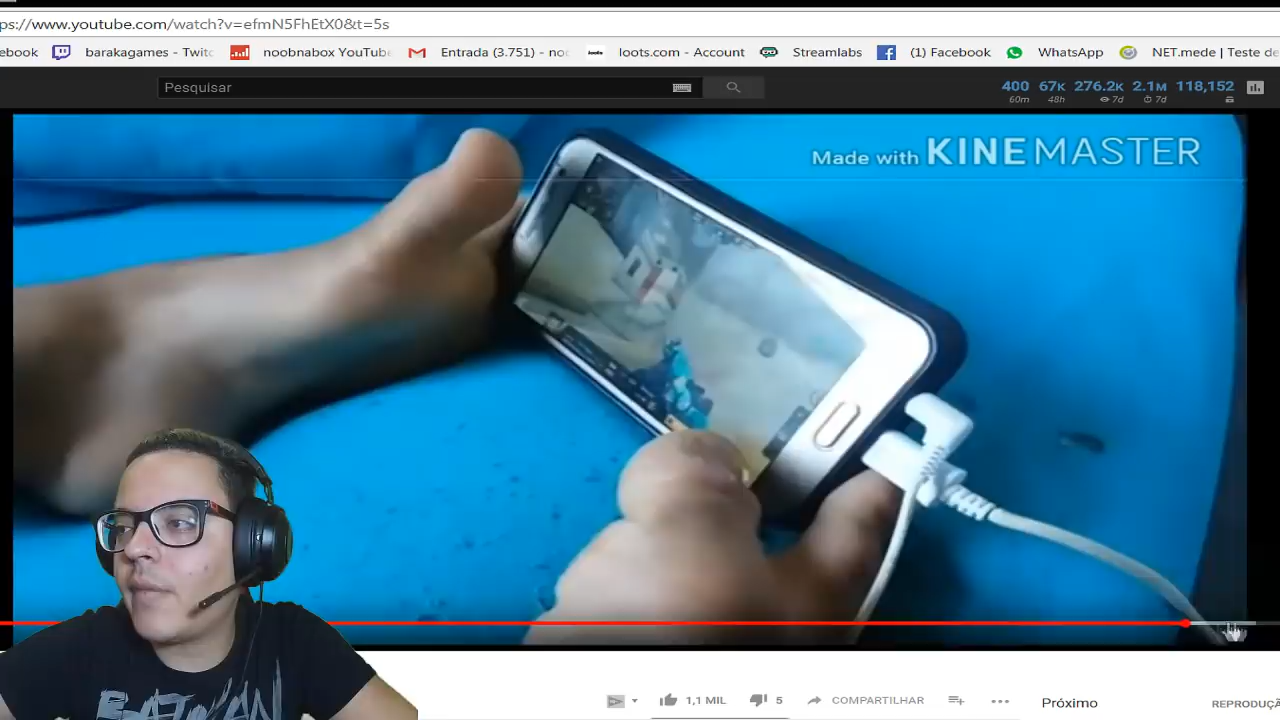 ps://www.youtube.com/watch?v=efmN5FhEtX0&t=5s
ebook barakagames - Twitc noobnabox YouTube Entrada (3.751) - noo loots loots.com - Account Streamlabs (1) Facebook WhatsApp NET.mede | Teste de
Pesquisar
400 67K 276.2K 2.1M 118,152
60m 48h 7d 7d
Made with KINEMASTER
1,1 MIL 5 COMPARTILHAR Próximo REPRODUÇÃ